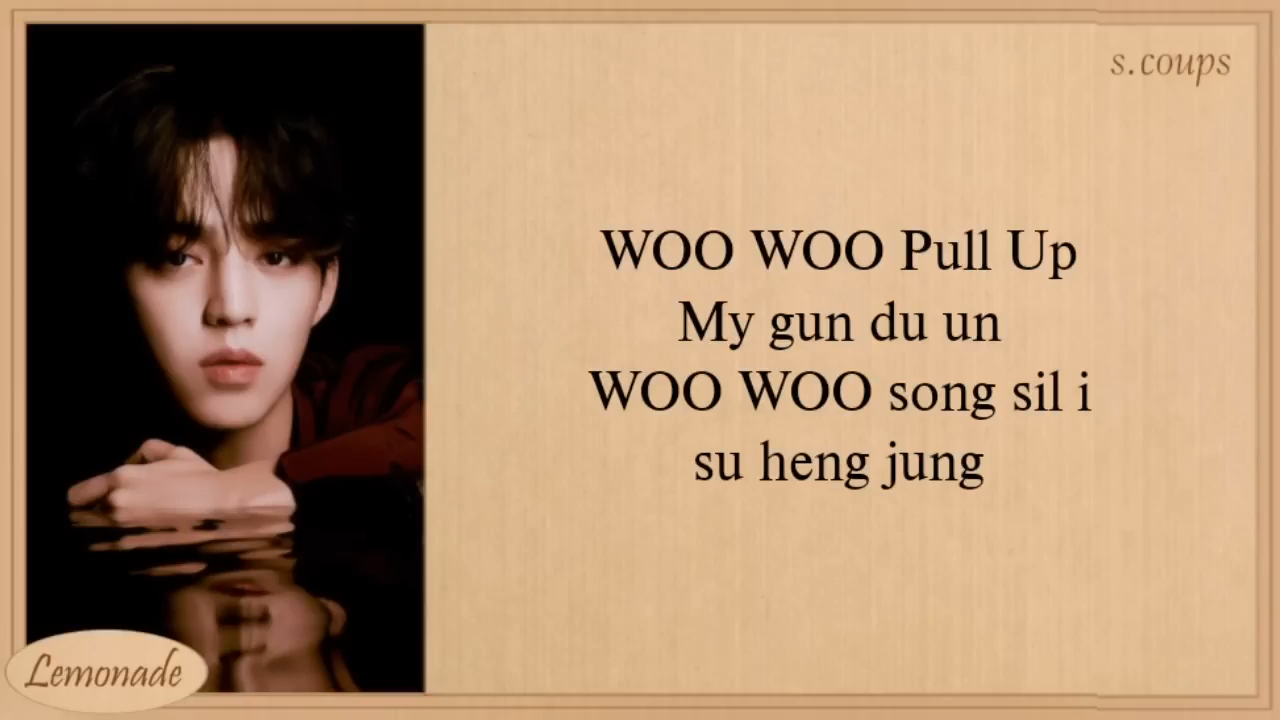 s.coups
WOO WOO Pull Up
My gun du un
WOO WOO song sil i
su heng jung
Lemonade